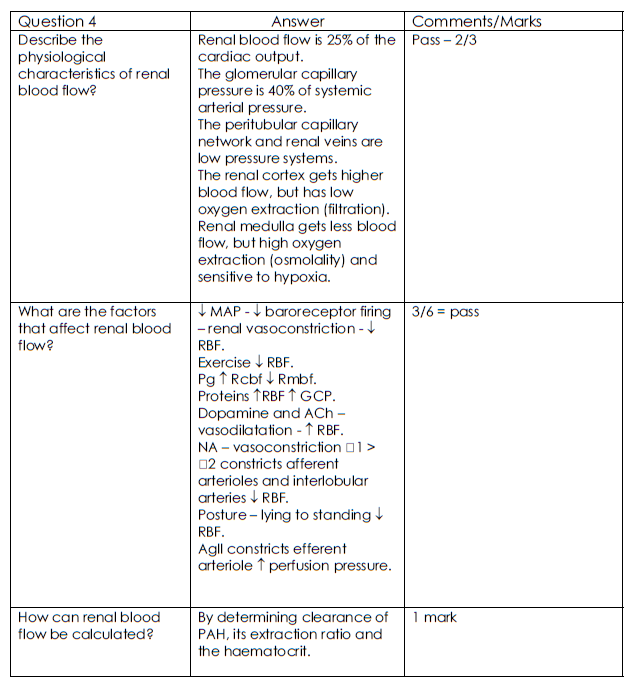 Question 4
Answer
Comments/Marks
Describe the
physiological
characteristics of renal
blood flow?
Renal blood flow is 25% of the
cardiac output.
The glomerular capillary
pressure is 40% of systemic
arterial pressure.
The peritubular capillary
network and renal veins are
low pressure systems.
The renal cortex gets higher
blood flow, but has low
oxygen extraction (filtration).
Renal medulla gets less blood
flow, but high oxygen
extraction (osmolality) and
sensitive to hypoxia.
Pass – 2/3
What are the factors
that affect renal blood
flow?
↓ MAP - ↓ baroreceptor firing
– renal vasoconstriction - ↓
RBF.
Exercise ↓ RBF.
Pg ↑ Rcbf ↓ Rmbf.
Proteins ↑RBF ↑ GCP.
Dopamine and ACh –
vasodilatation - ↑ RBF.
NA – vasoconstriction □1 >
□2 constricts afferent
arterioles and interlobular
arteries ↓ RBF.
Posture – lying to standing ↓
RBF.
AgII constricts efferent
arteriole ↑ perfusion pressure.
3/6 = pass
How can renal blood
flow be calculated?
By determining clearance of
PAH, its extraction ratio and
the haematocrit.
1 mark